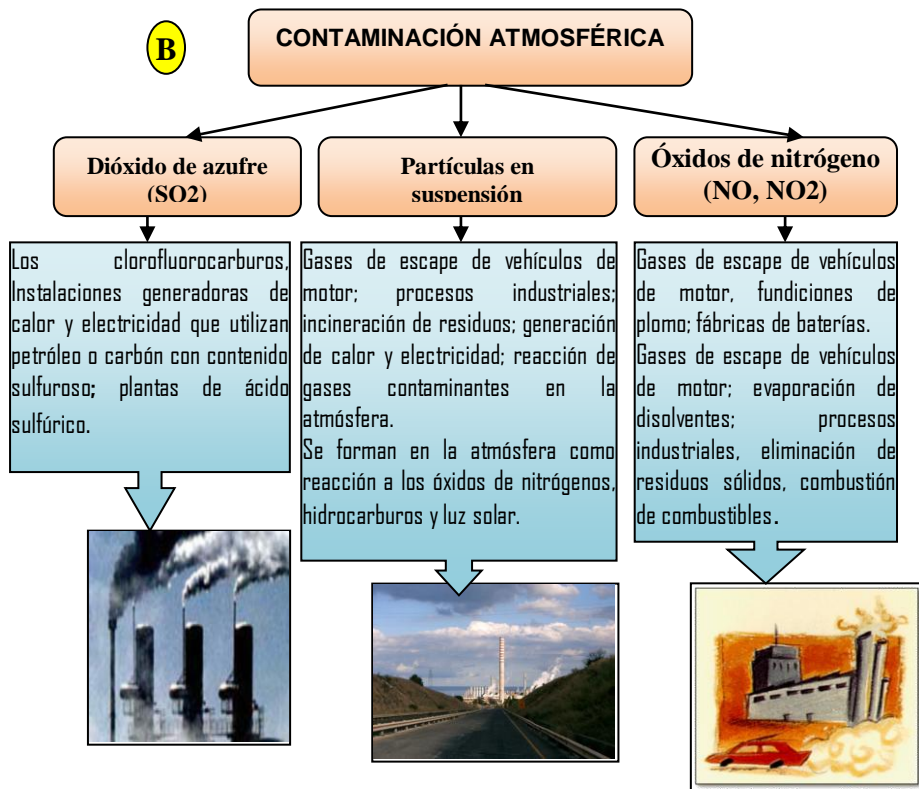 B
CONTAMINACIÓN ATMOSFÉRICA
Dióxido de azufre
(SO2)
Los clorofluorocarburos,
Instalaciones generadoras de
calor y electricidad que utilizan
petróleo o carbón con contenido
sulfuroso; plantas de ácido
sulfúrico.
Partículas en
suspensión
Gases de escape de vehículos de
motor; procesos industriales;
incineración de residuos; generación
de calor y electricidad; reacción de
gases contaminantes en la
atmósfera.
Se forman en la atmósfera como
reacción a los óxidos de nitrógenos,
hidrocarburos y luz solar.
Óxidos de nitrógeno
(NO, NO2)
Gases de escape de vehículos
de motor, fundiciones de
plomo; fábricas de baterías.
Gases de escape de vehículos
de motor; evaporación de
disolventes; procesos
industriales, eliminación de
residuos sólidos, combustión
de combustibles.